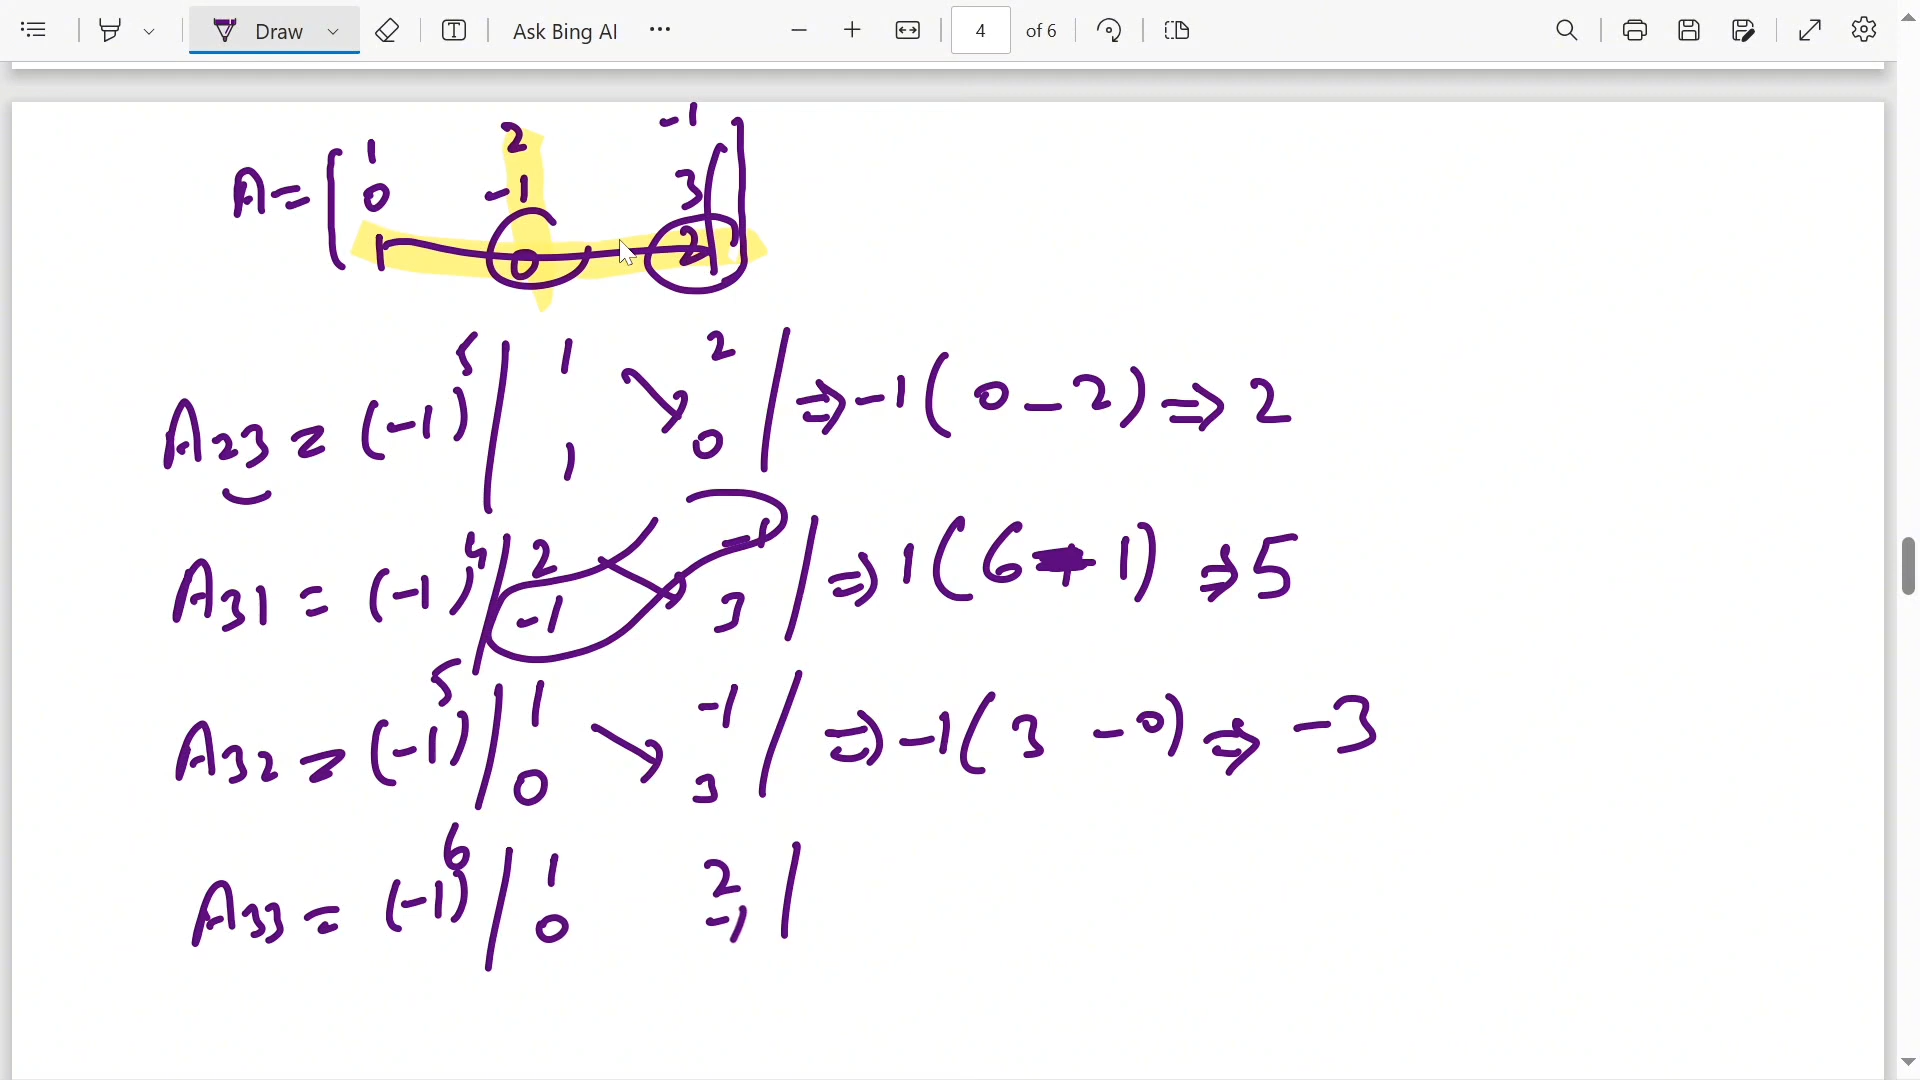 Draw Ask Bing AI 4 of 6
1 2 -1
A = 0 -1 3
1 0 2
A23 = (-1)^5 | 1 2 | ⇒ -1 ( 0 - 2 ) ⇒ 2
1 0
A31 = (-1)^4 | 2 -1 | ⇒ 1 ( 6 - 1 ) ⇒ 5
-1 3
A32 = (-1)^5 | 1 -1 | ⇒ -1 ( 3 - 0 ) ⇒ -3
0 3
A33 = (-1)^6 | 1 2 |
0 -1